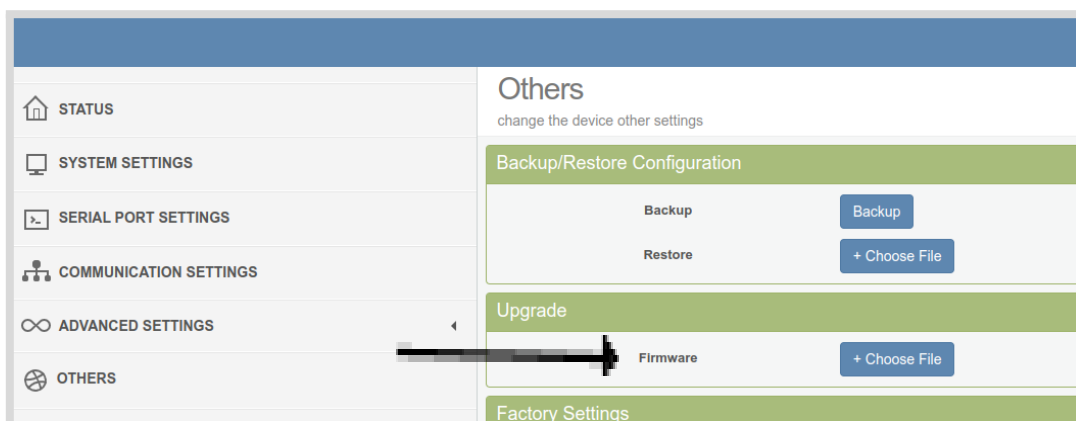 STATUS
SYSTEM SETTINGS
SERIAL PORT SETTINGS
COMMUNICATION SETTINGS
ADVANCED SETTINGS
OTHERS
Others
change the device other settings
Backup/Restore Configuration
Backup Backup
Restore + Choose File
Upgrade
Firmware + Choose File
Factory Settings